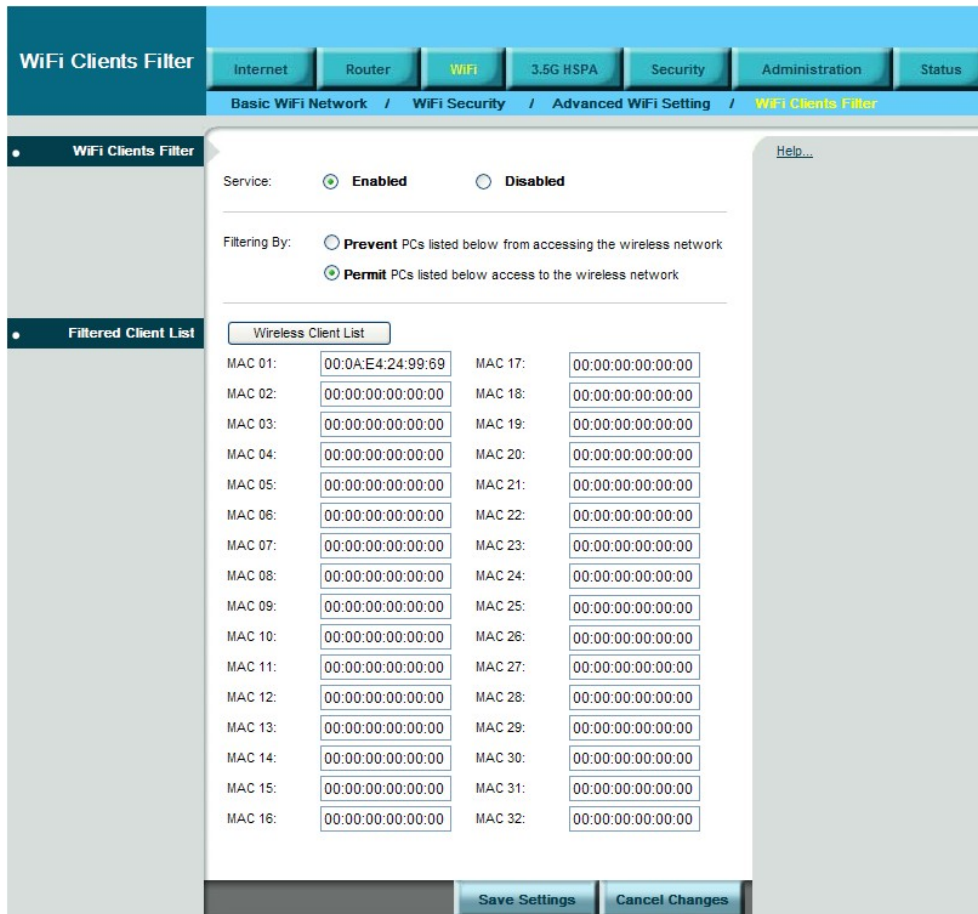 WiFi Clients Filter
Internet Router WiFi 3.5G HSPA Security Administration Status
Basic WiFi Network / WiFi Security / Advanced WiFi Setting / WiFi Clients Filter
WiFi Clients Filter
Help...
Service: Enabled Disabled
Filtering By: Prevent PCs listed below from accessing the wireless network
Permit PCs listed below access to the wireless network
Filtered Client List
Wireless Client List
MAC 01: 00:0A:E4:24:99:69 MAC 17: 00:00:00:00:00:00
MAC 02: 00:00:00:00:00:00 MAC 18: 00:00:00:00:00:00
MAC 03: 00:00:00:00:00:00 MAC 19: 00:00:00:00:00:00
MAC 04: 00:00:00:00:00:00 MAC 20: 00:00:00:00:00:00
MAC 05: 00:00:00:00:00:00 MAC 21: 00:00:00:00:00:00
MAC 06: 00:00:00:00:00:00 MAC 22: 00:00:00:00:00:00
MAC 07: 00:00:00:00:00:00 MAC 23: 00:00:00:00:00:00
MAC 08: 00:00:00:00:00:00 MAC 24: 00:00:00:00:00:00
MAC 09: 00:00:00:00:00:00 MAC 25: 00:00:00:00:00:00
MAC 10: 00:00:00:00:00:00 MAC 26: 00:00:00:00:00:00
MAC 11: 00:00:00:00:00:00 MAC 27: 00:00:00:00:00:00
MAC 12: 00:00:00:00:00:00 MAC 28: 00:00:00:00:00:00
MAC 13: 00:00:00:00:00:00 MAC 29: 00:00:00:00:00:00
MAC 14: 00:00:00:00:00:00 MAC 30: 00:00:00:00:00:00
MAC 15: 00:00:00:00:00:00 MAC 31: 00:00:00:00:00:00
MAC 16: 00:00:00:00:00:00 MAC 32: 00:00:00:00:00:00
Save Settings Cancel Changes